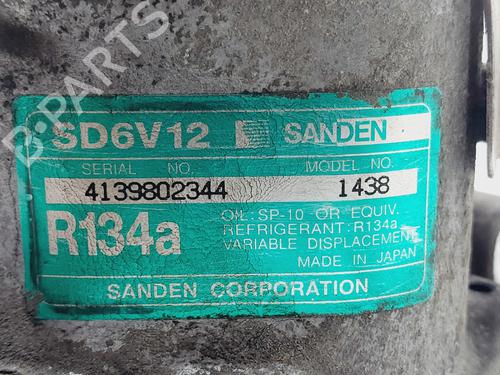 B-PARTS
SD6V12 SANDEN
SERIAL NO. MODEL NO.
4139802344 1438
R134a
OIL: SP-10 OR EQUIV.
REFRIGERANT: R134a
VARIABLE DISPLACEMENT
MADE IN JAPAN
SANDEN CORPORATION